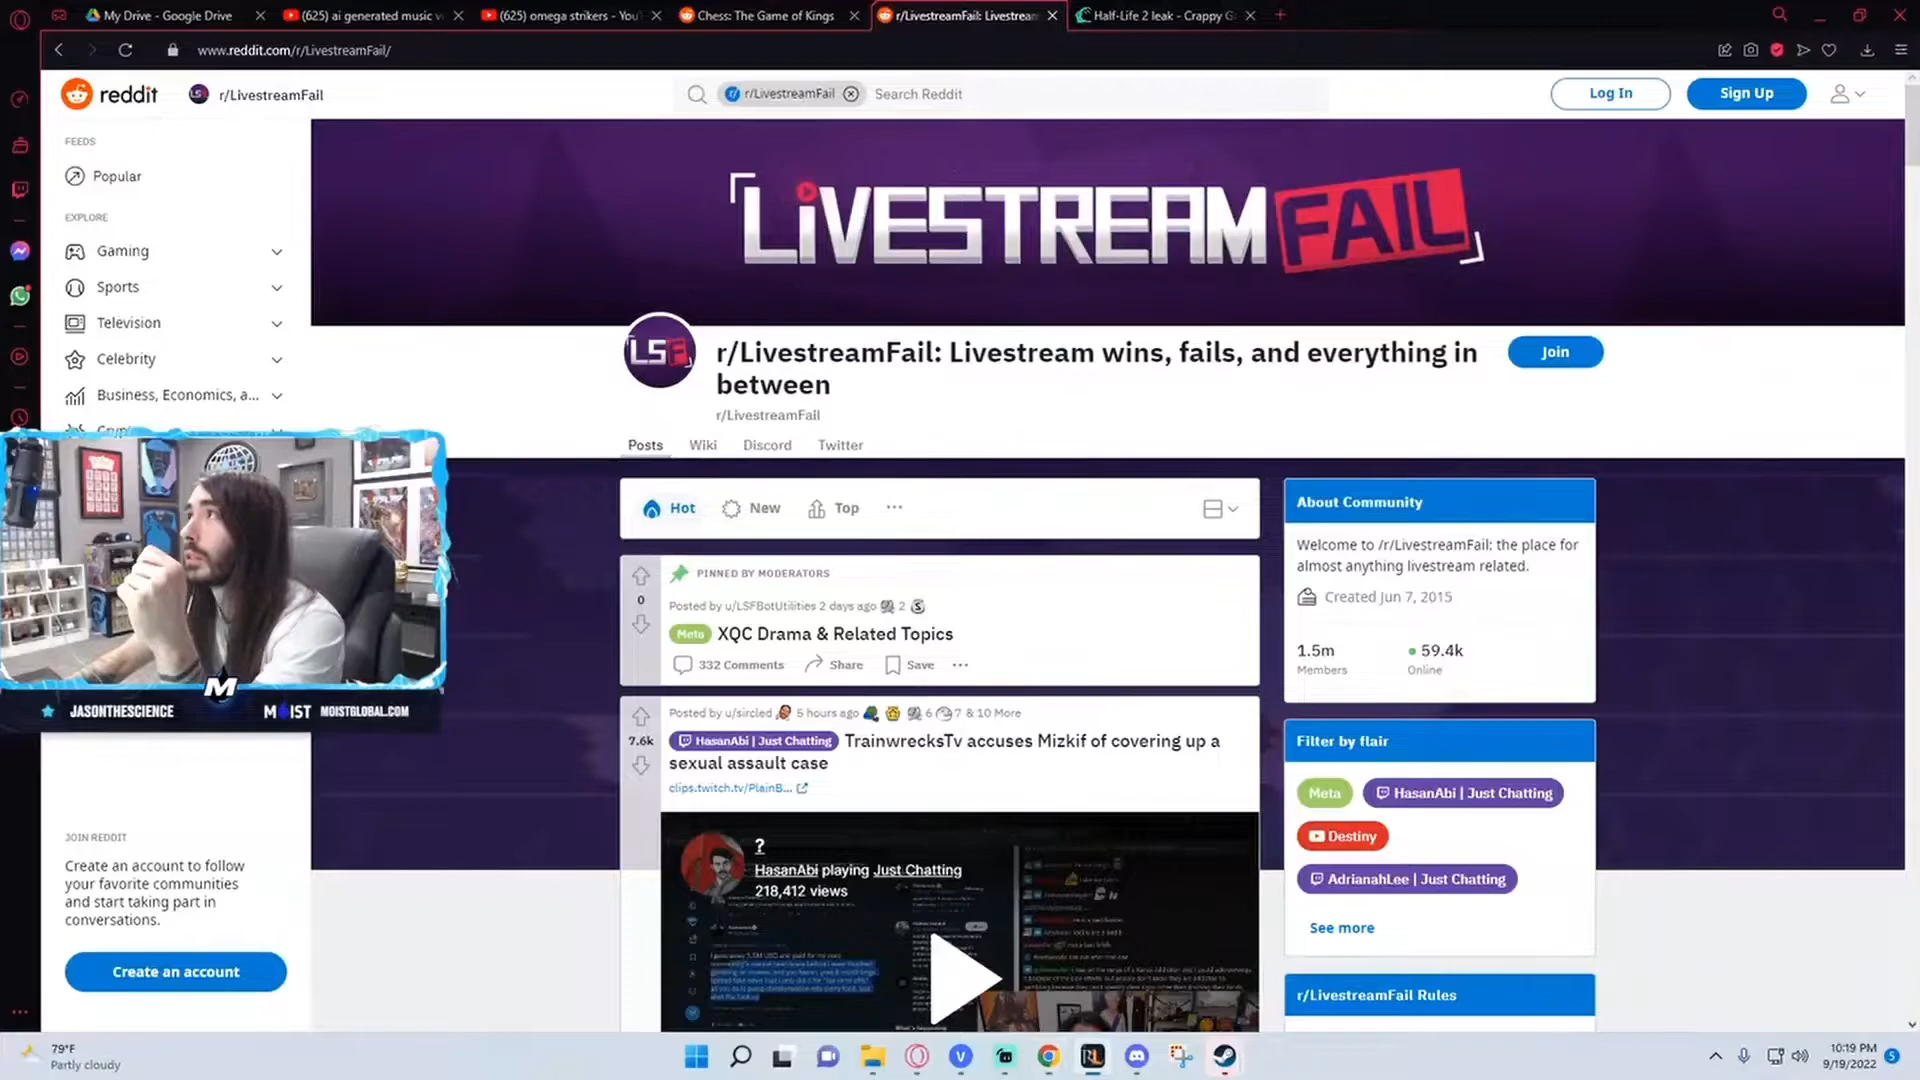 My Drive - Google Drive
(625) ai generated music v
(625) omega strikers - YouT
Chess: The Game of Kings
r/LivestreamFail: Livestream
Half-Life 2 leak - Crappy G
www.reddit.com/r/LivestreamFail/
reddit
r/LivestreamFail
r/LivestreamFail
Search Reddit
Log In
Sign Up
FEEDS
Popular
EXPLORE
Gaming
Sports
Television
Celebrity
Business, Economics, a...
LIVESTREAM FAIL
LSF
r/LivestreamFail: Livestream wins, fails, and everything in
between
Join
r/LivestreamFail
Posts
Wiki
Discord
Twitter
Hot
New
Top
...
PINNED BY MODERATORS
0
Posted by u/LSFBotUtilities 2 days ago 2
Meta XQC Drama & Related Topics
332 Comments
Share
Save
...
Posted by u/sircled 5 hours ago 6 7 & 10 More
7.6k
HasanAbi | Just Chatting TrainwrecksTv accuses Mizkif of covering up a
sexual assault case
clips.twitch.tv/PlainB...
?
HasanAbi playing Just Chatting
218,412 views
About Community
Welcome to /r/LivestreamFail: the place for
almost anything livestream related.
Created Jun 7, 2015
1.5m
Members
59.4k
Online
Filter by flair
Meta
HasanAbi | Just Chatting
Destiny
AdrianahLee | Just Chatting
See more
r/LivestreamFail Rules
M
JASONTHESCIENCE
MOIST
MOISTGLOBAL.COM
JOIN REDDIT
Create an account to follow
your favorite communities
and start taking part in
conversations.
Create an account
79°F
Partly cloudy
10:19 PM
9/19/2022
5